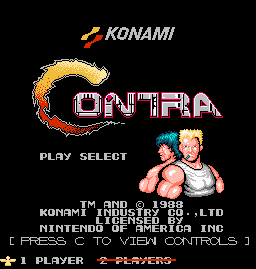 KONAMI
CONTRA
PLAY SELECT
TM AND © 1988
KONAMI INDUSTRY CO.,LTD
LICENSED BY
NINTENDO OF AMERICA INC
[ PRESS C TO VIEW CONTROLS ]
1 PLAYER 2 PLAYERS